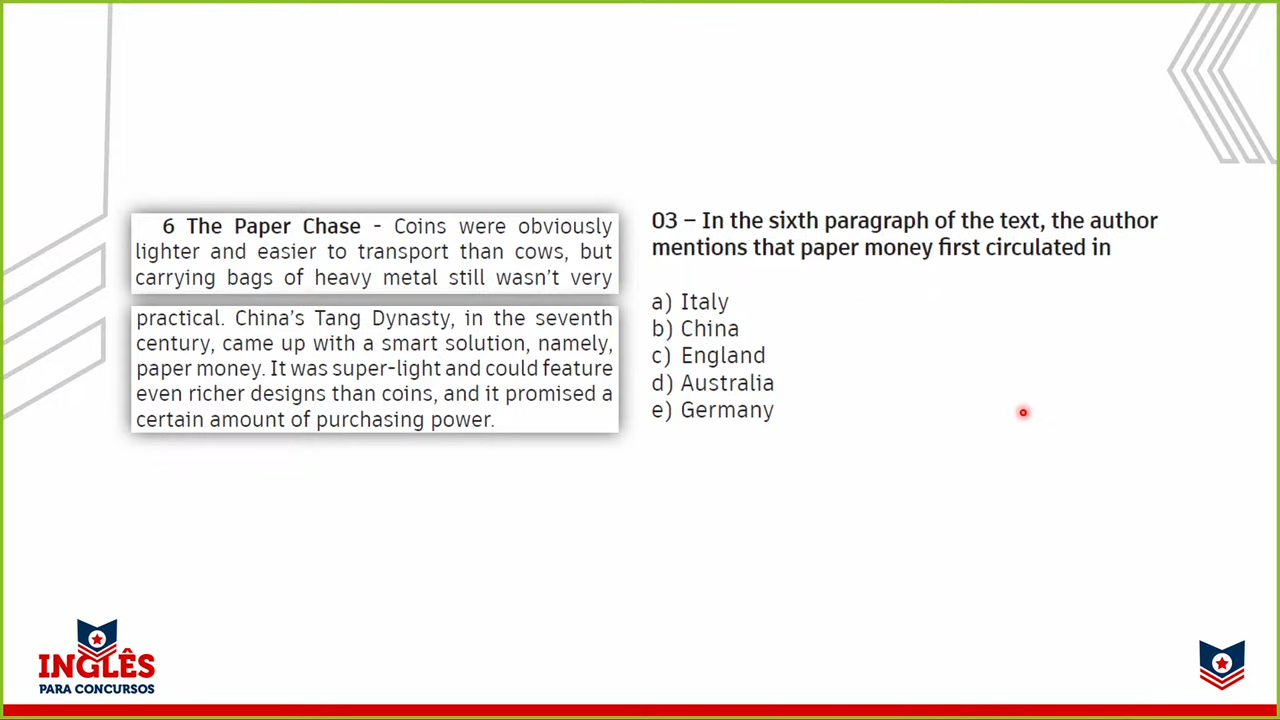 6 The Paper Chase - Coins were obviously
lighter and easier to transport than cows, but
carrying bags of heavy metal still wasn't very
practical. China's Tang Dynasty, in the seventh
century, came up with a smart solution, namely,
paper money. It was super-light and could feature
even richer designs than coins, and it promised a
certain amount of purchasing power.
03 – In the sixth paragraph of the text, the author
mentions that paper money first circulated in
a) Italy
b) China
c) England
d) Australia
e) Germany
INGLÊS
PARA CONCURSOS